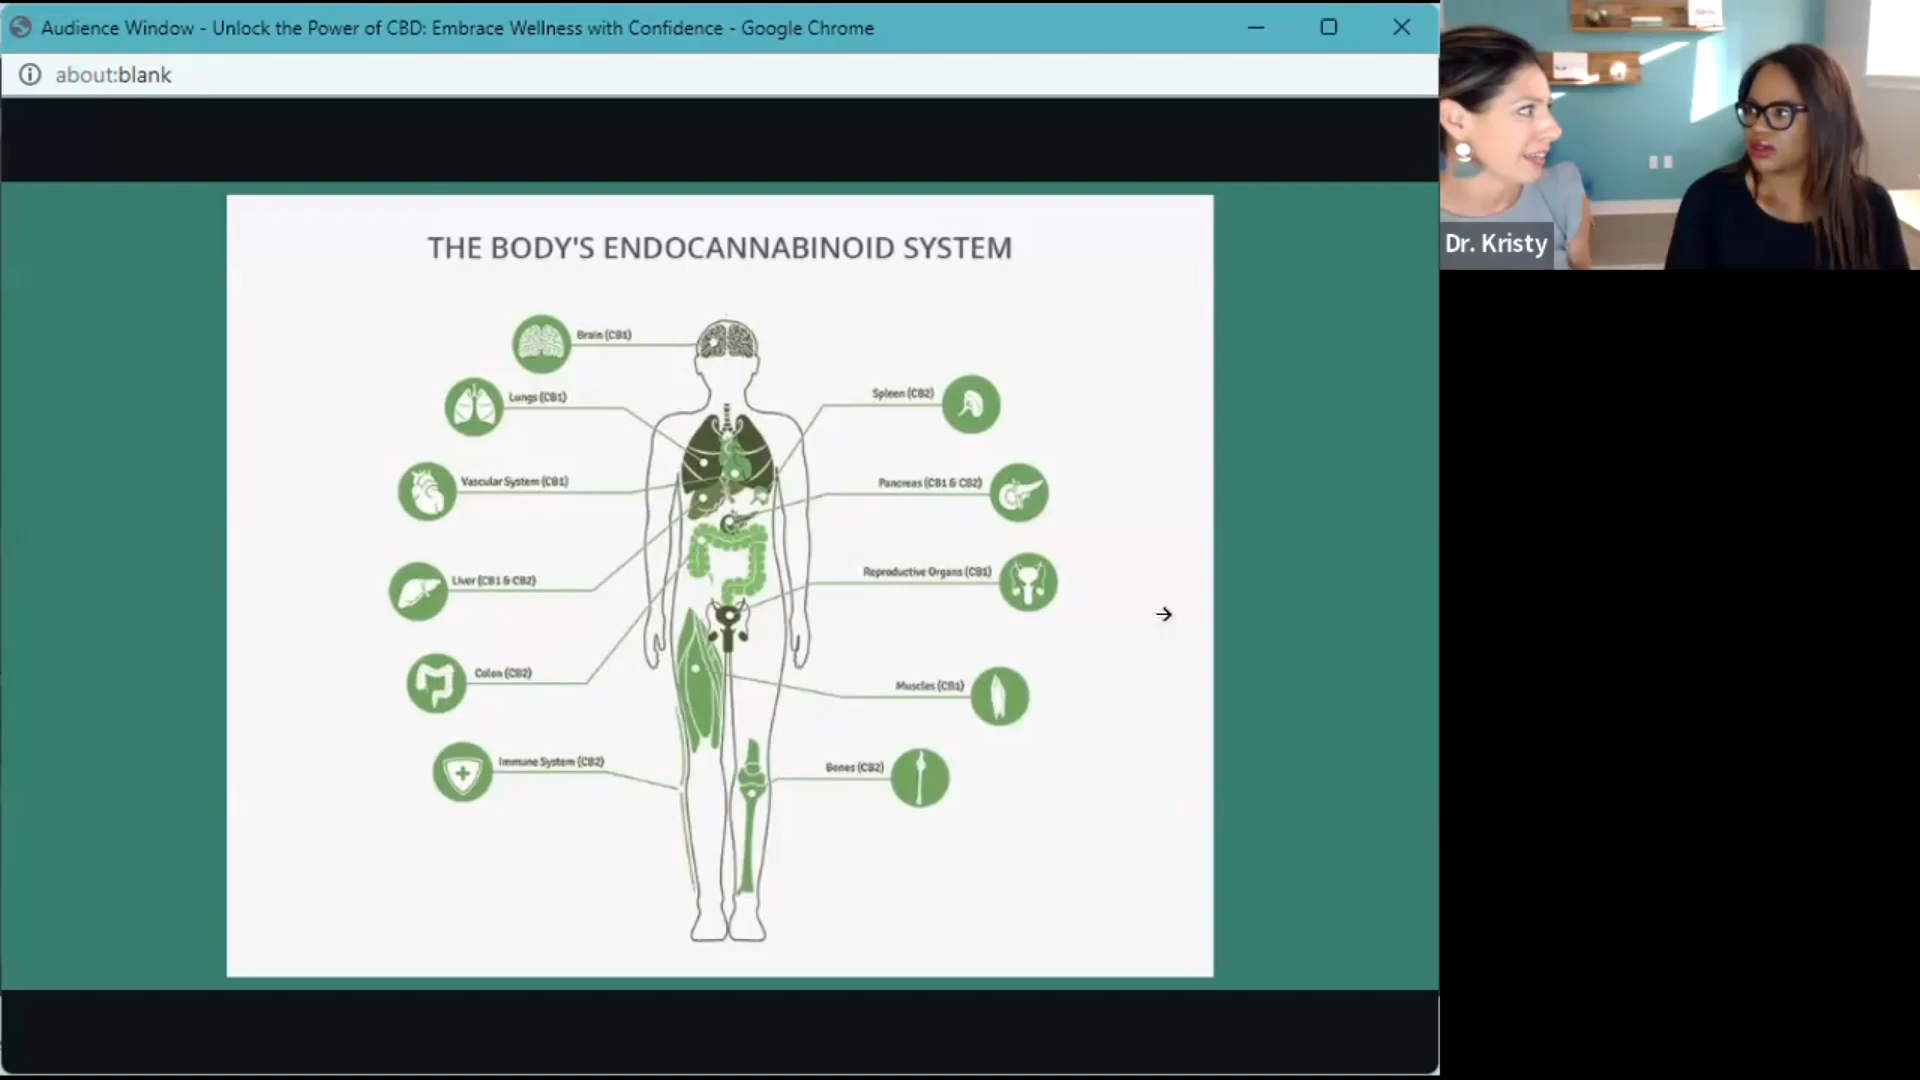 Audience Window - Unlock the Power of CBD: Embrace Wellness with Confidence - Google Chrome
about:blank
Dr. Kristy
THE BODY'S ENDOCANNABINOID SYSTEM
Brain (CB1)
Lungs (CB1)
Spleen (CB2)
Vascular System (CB1)
Pancreas (CB1 & CB2)
Liver (CB1 & CB2)
Reproductive Organs (CB1)
Colon (CB2)
Muscles (CB1)
Immune System (CB2)
Bones (CB2)